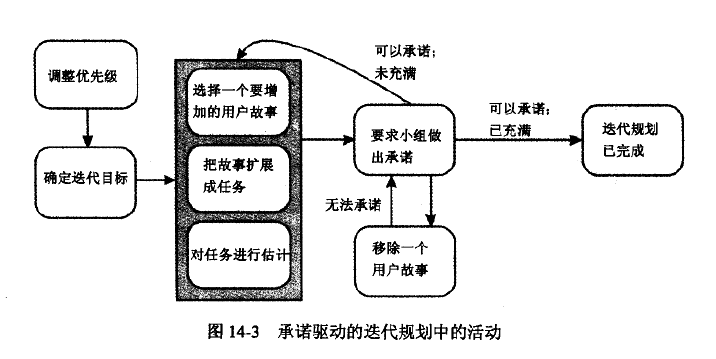 调整优先级
确定迭代目标
选择一个要增
加的用户故事
把故事扩展
成任务
对任务进行估计
可以承诺;
未充满
要求小组做
出承诺
无法承诺
移除一个
用户故事
可以承诺;
已充满
迭代规划
已完成
图 14-3 承诺驱动的迭代规划中的活动